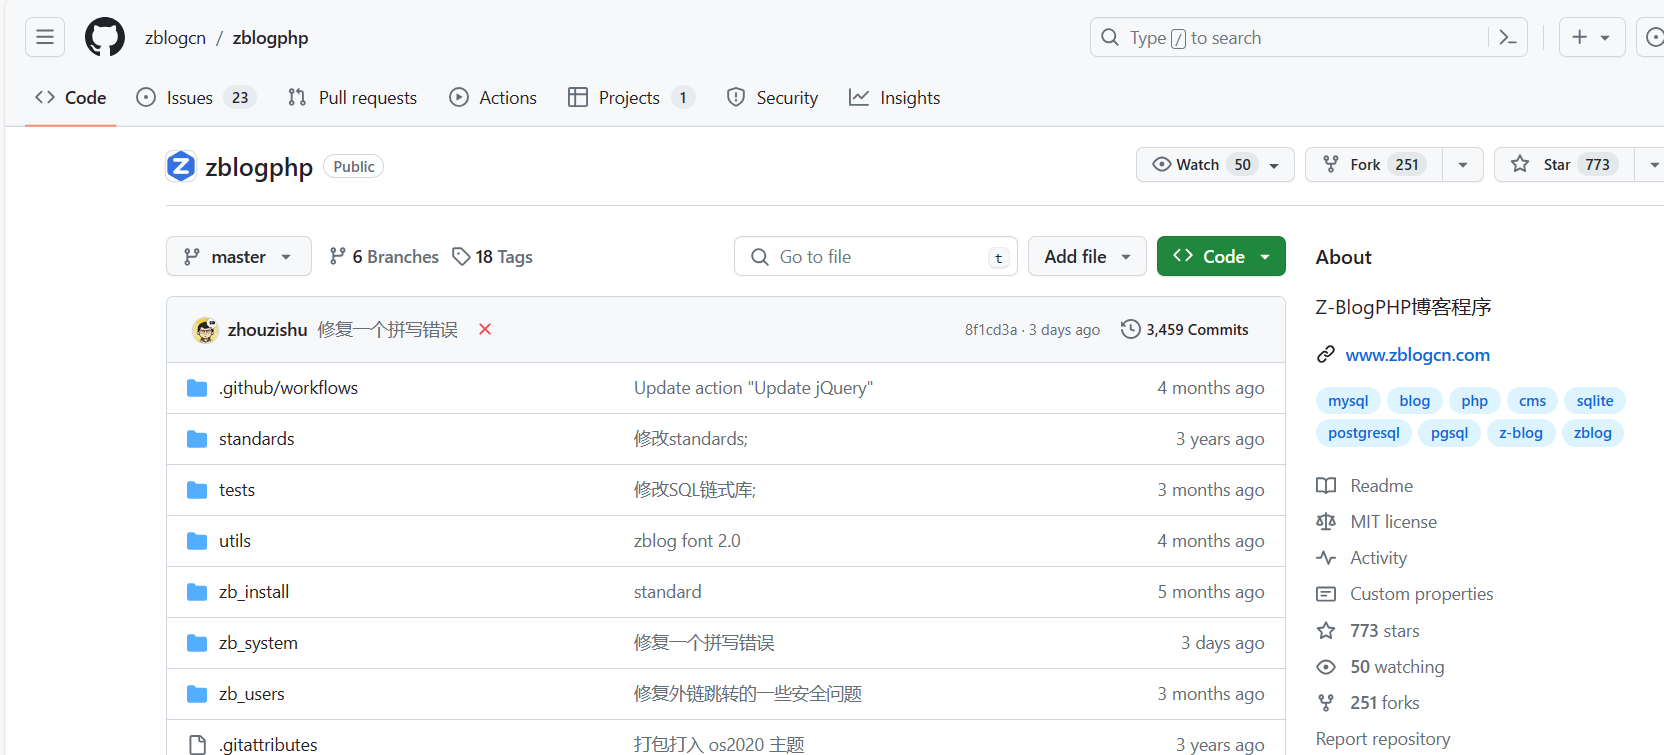 zblogcn / zblogphp
Type / to search
Code Issues 23 Pull requests Actions Projects 1 Security Insights
Z zblogphp Public
Watch 50 Fork 251 Star 773
master 6 Branches 18 Tags Go to file t Add file Code
zhouzishu 修复一个拼写错误 8f1cd3a · 3 days ago 3,459 Commits
.github/workflows Update action "Update jQuery" 4 months ago
standards 修改standards; 3 years ago
tests 修改SQL链式库; 3 months ago
utils zblog font 2.0 4 months ago
zb_install standard 5 months ago
zb_system 修复一个拼写错误 3 days ago
zb_users 修复外链跳转的一些安全问题 3 months ago
.gitattributes 打包打入 os2020 主题 3 years ago
About
Z-BlogPHP博客程序
www.zblogcn.com
mysql blog php cms sqlite
postgresql pgsql z-blog zblog
Readme
MIT license
Activity
Custom properties
773 stars
50 watching
251 forks
Report repository